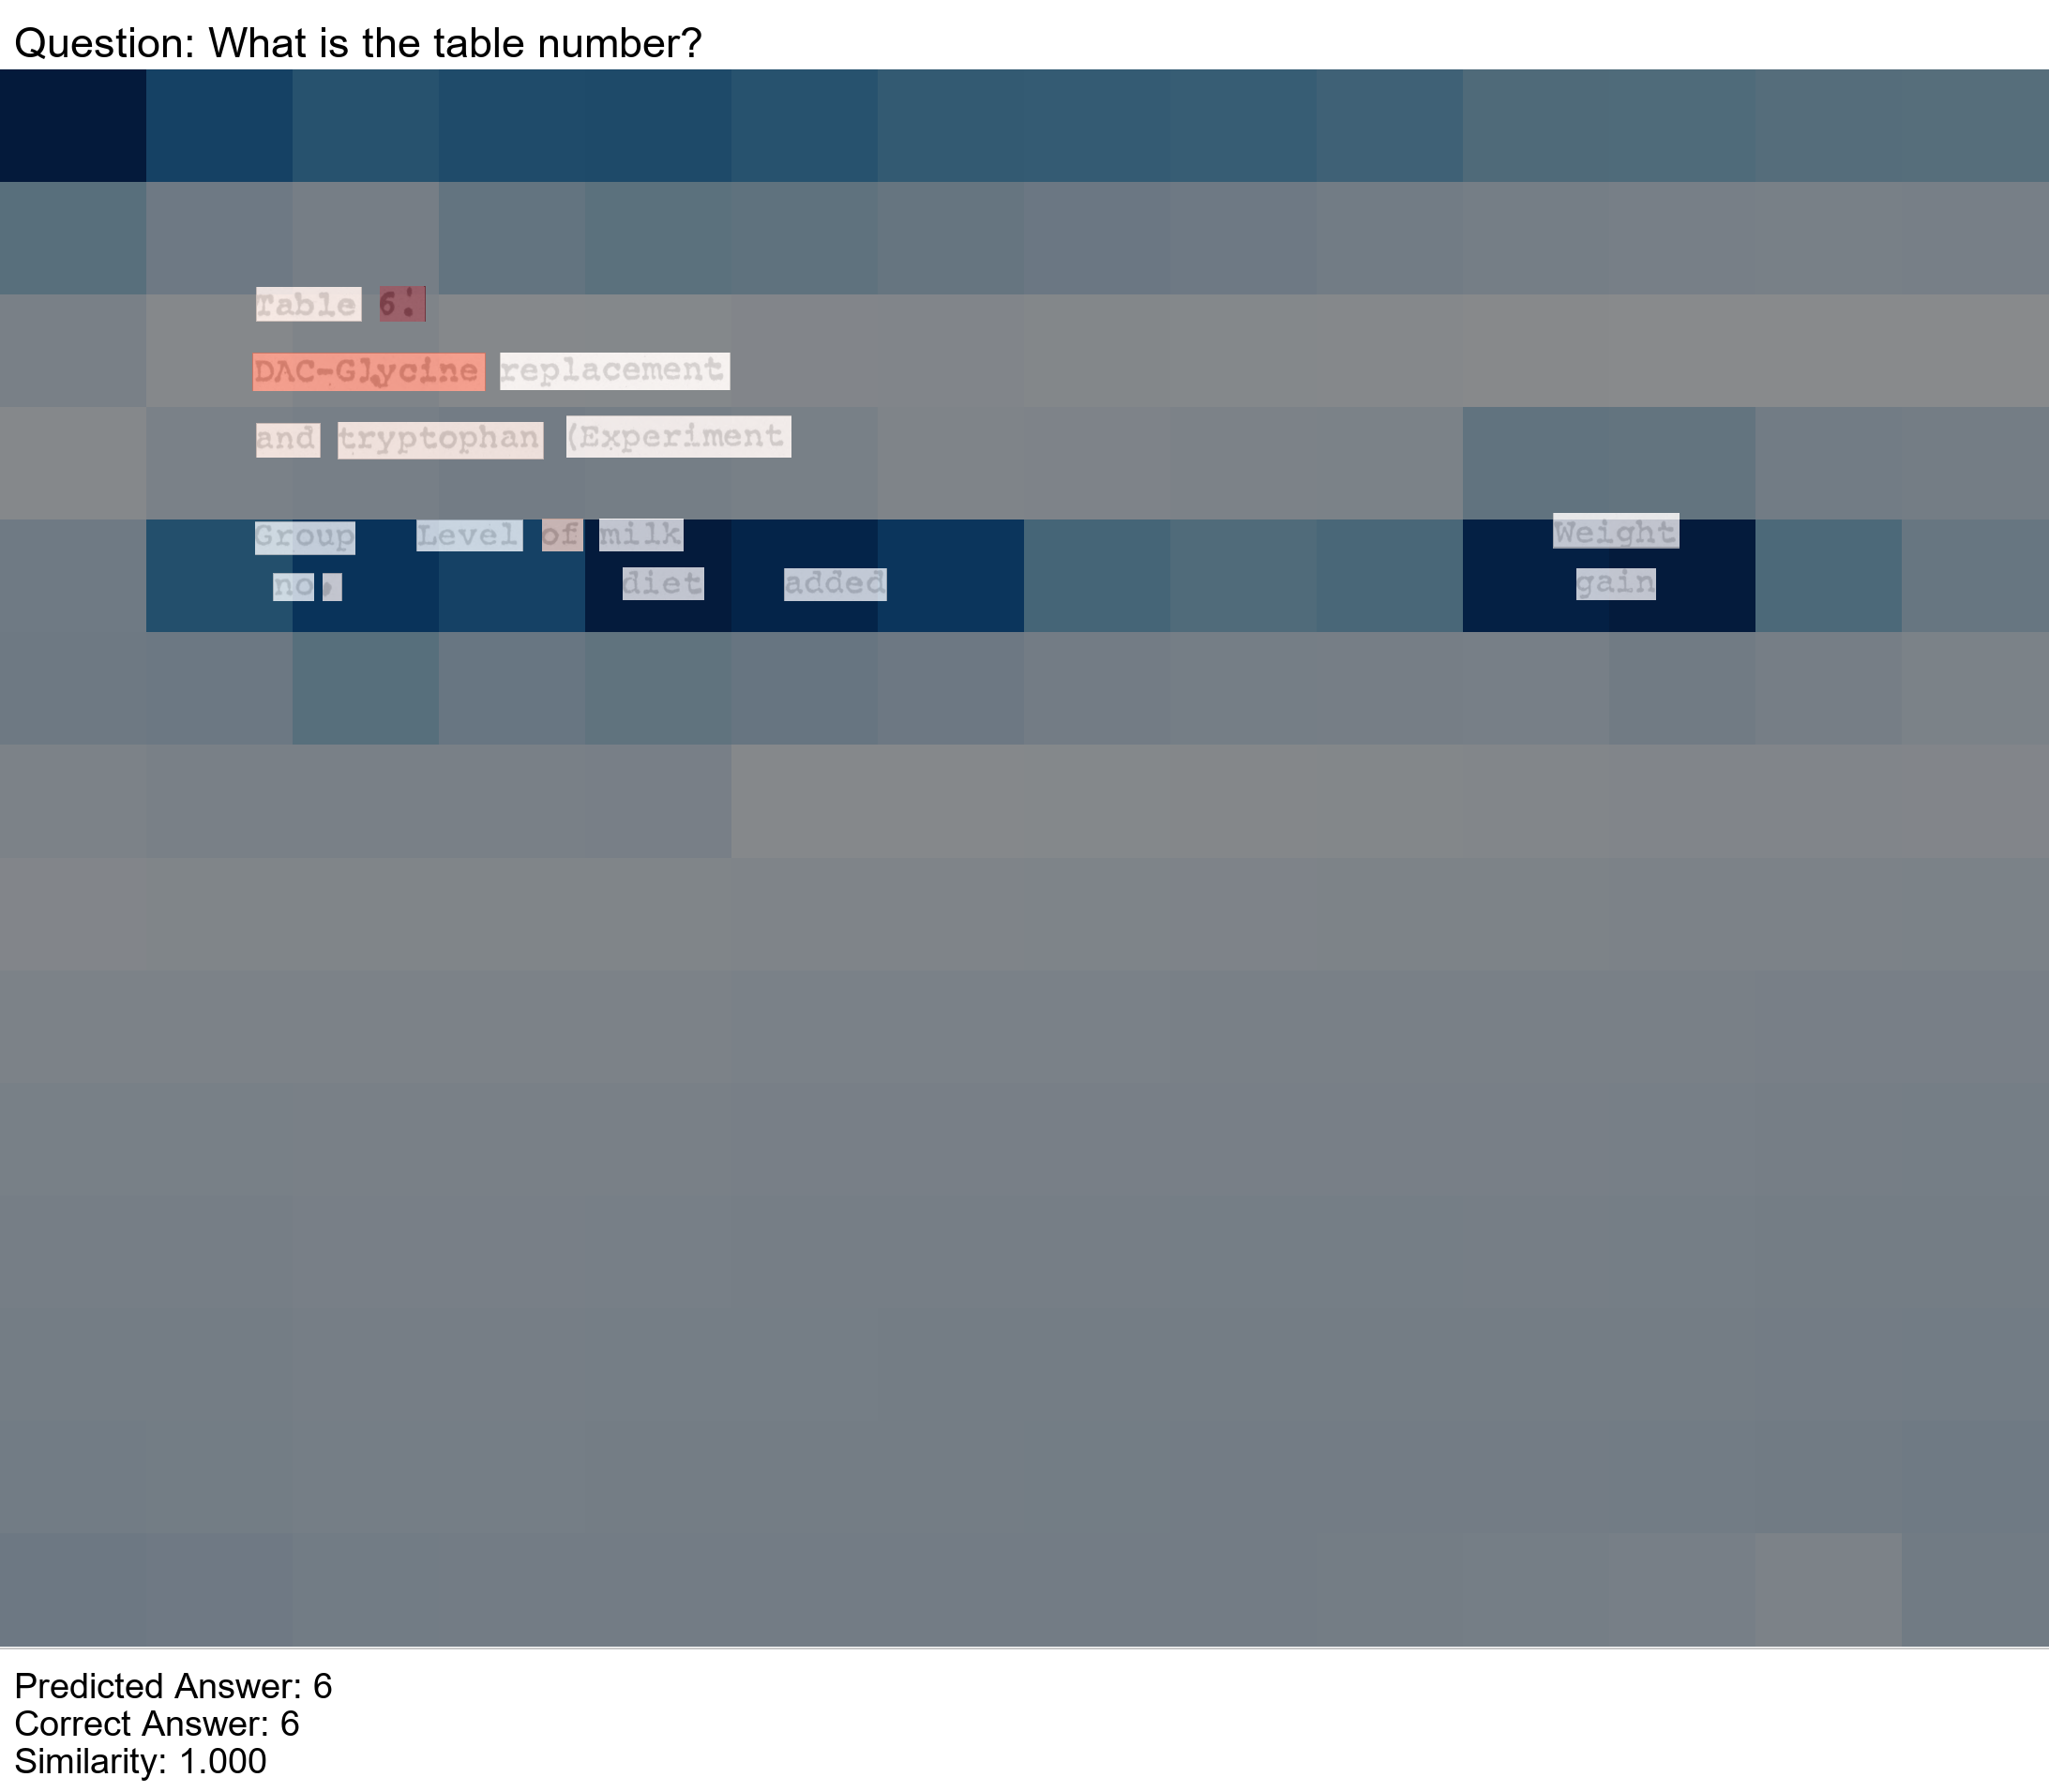 Question: What is the table number?
Table 6:
DAC-Glycine replacement
and tryptophan (Experiment
Group Level of milk Weight
no, diet added gain
Predicted Answer: 6
Correct Answer: 6
Similarity: 1.000